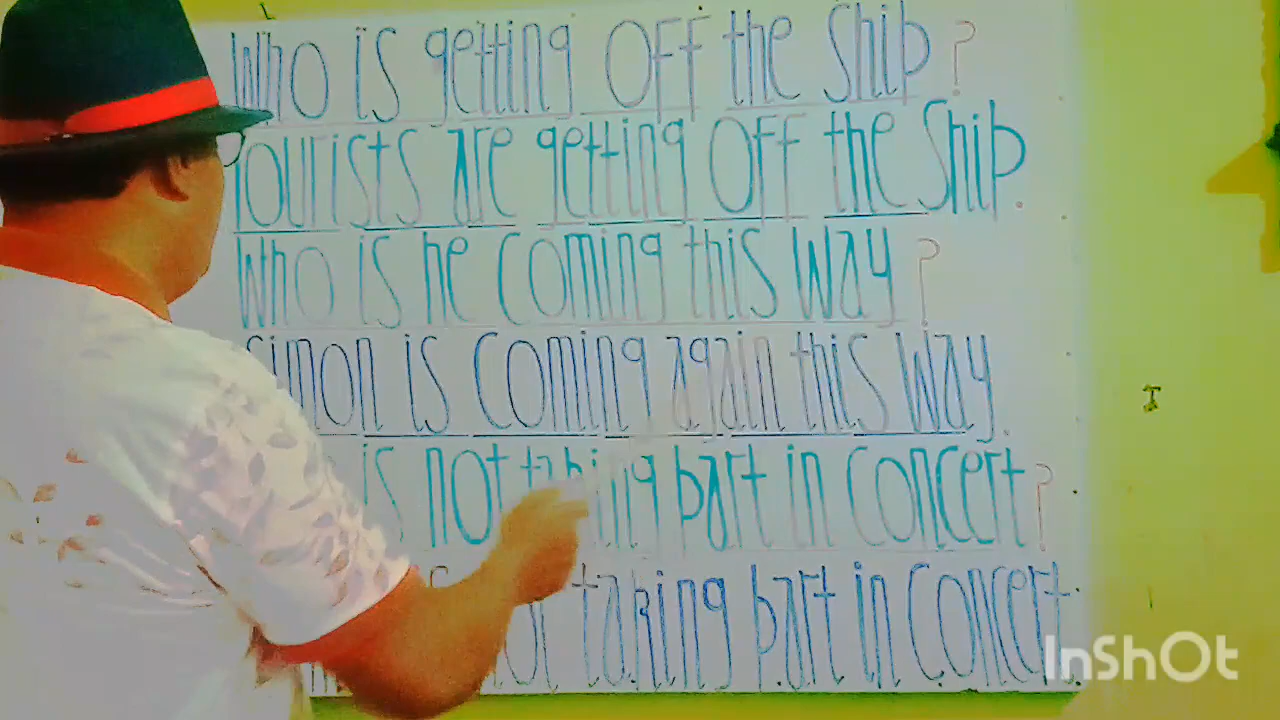 Who is getting OFF the Ship ?
Tourists are getting OFF the Ship.
Who is he coming this way ?
Simon is coming again this way.
is not taking part in concert ?
taking part in concert.
InShOt